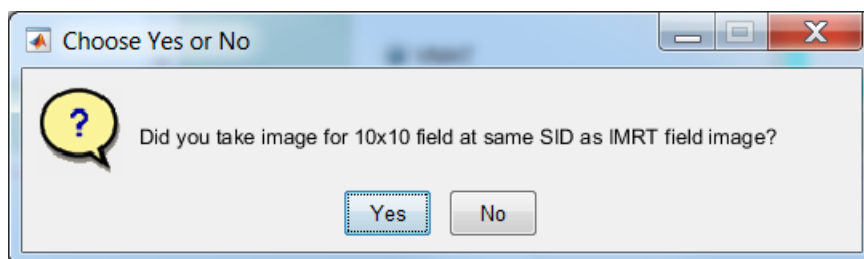 Choose Yes or No
?
Did you take image for 10x10 field at same SID as IMRT field image?
Yes No